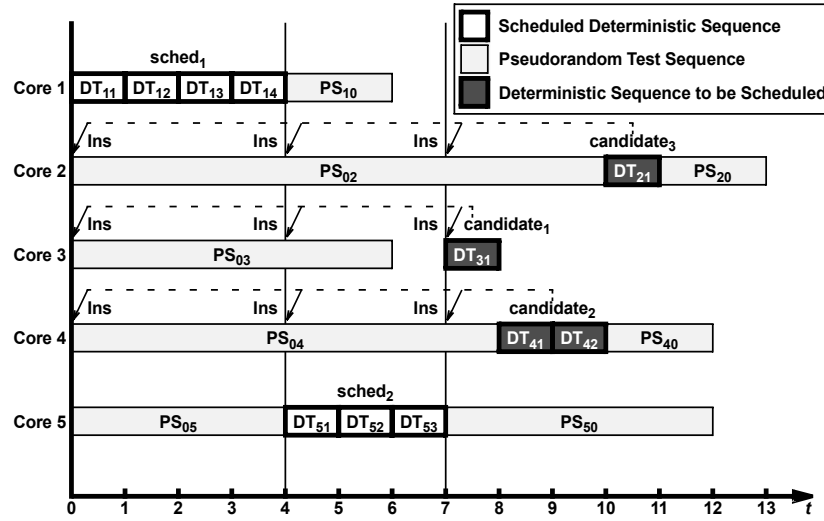 Scheduled Deterministic Sequence
Pseudorandom Test Sequence
Deterministic Sequence to be Scheduled
sched1
Core 1 DT11 DT12 DT13 DT14 PS10
Ins Ins Ins candidate3
Core 2 PS02 DT21 PS20
Ins Ins Ins candidate1
Core 3 PS03 DT31
Ins Ins Ins candidate2
Core 4 PS04 DT41 DT42 PS40
sched2
Core 5 PS05 DT51 DT52 DT53 PS50
0 1 2 3 4 5 6 7 8 9 10 11 12 13 t